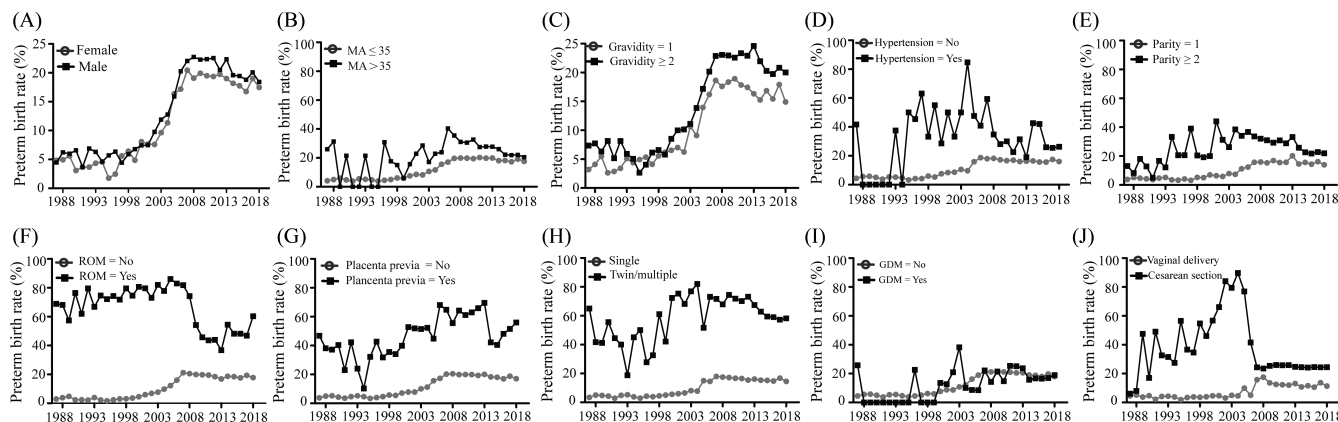 (A)
Female
Male
Preterm birth rate (%)
25
20
15
10
5
0
1988 1993 1998 2003 2008 2013 2018
(B)
MA ≤ 35
MA > 35
Preterm birth rate (%)
100
80
60
40
20
0
1988 1993 1998 2003 2008 2013 2018
(C)
Gravidity = 1
Gravidity ≥ 2
Preterm birth rate (%)
25
20
15
10
5
0
1988 1993 1998 2003 2008 2013 2018
(D)
Hypertension = No
Hypertension = Yes
Preterm birth rate (%)
100
80
60
40
20
0
1988 1993 1998 2003 2008 2013 2018
(E)
Parity = 1
Parity ≥ 2
Preterm birth rate (%)
100
80
60
40
20
0
1988 1993 1998 2003 2008 2013 2018
(F)
ROM = No
ROM = Yes
Preterm birth rate (%)
100
80
60
40
20
0
1988 1993 1998 2003 2008 2013 2018
(G)
Placenta previa = No
Plancenta previa = Yes
Preterm birth rate (%)
100
80
60
40
20
0
1988 1993 1998 2003 2008 2013 2018
(H)
Single
Twin/multiple
Preterm birth rate (%)
100
80
60
40
20
0
1988 1993 1998 2003 2008 2013 2018
(I)
GDM = No
GDM = Yes
Preterm birth rate (%)
100
80
60
40
20
0
1988 1993 1998 2003 2008 2013 2018
(J)
Vaginal delivery
Cesarean section
Preterm birth rate (%)
100
80
60
40
20
0
1988 1993 1998 2003 2008 2013 2018